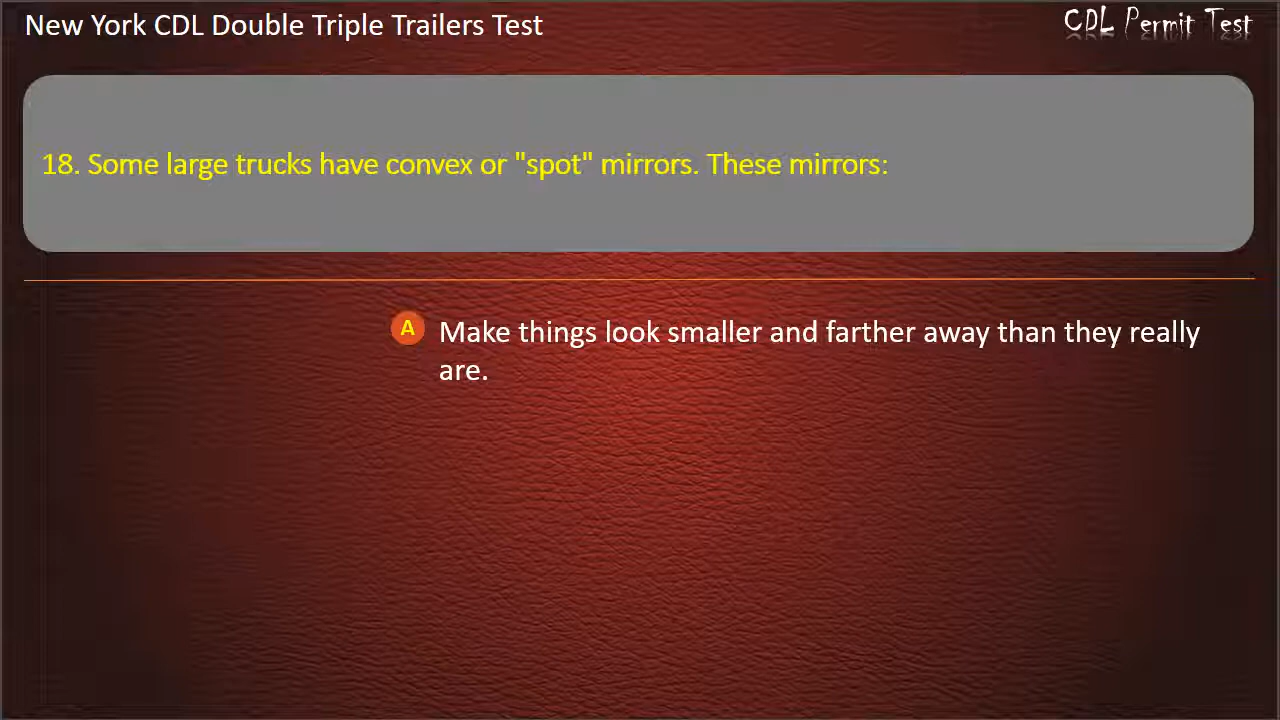 New York CDL Double Triple Trailers Test
CDL Permit Test
18. Some large trucks have convex or "spot" mirrors. These mirrors:
A Make things look smaller and farther away than they really
are.